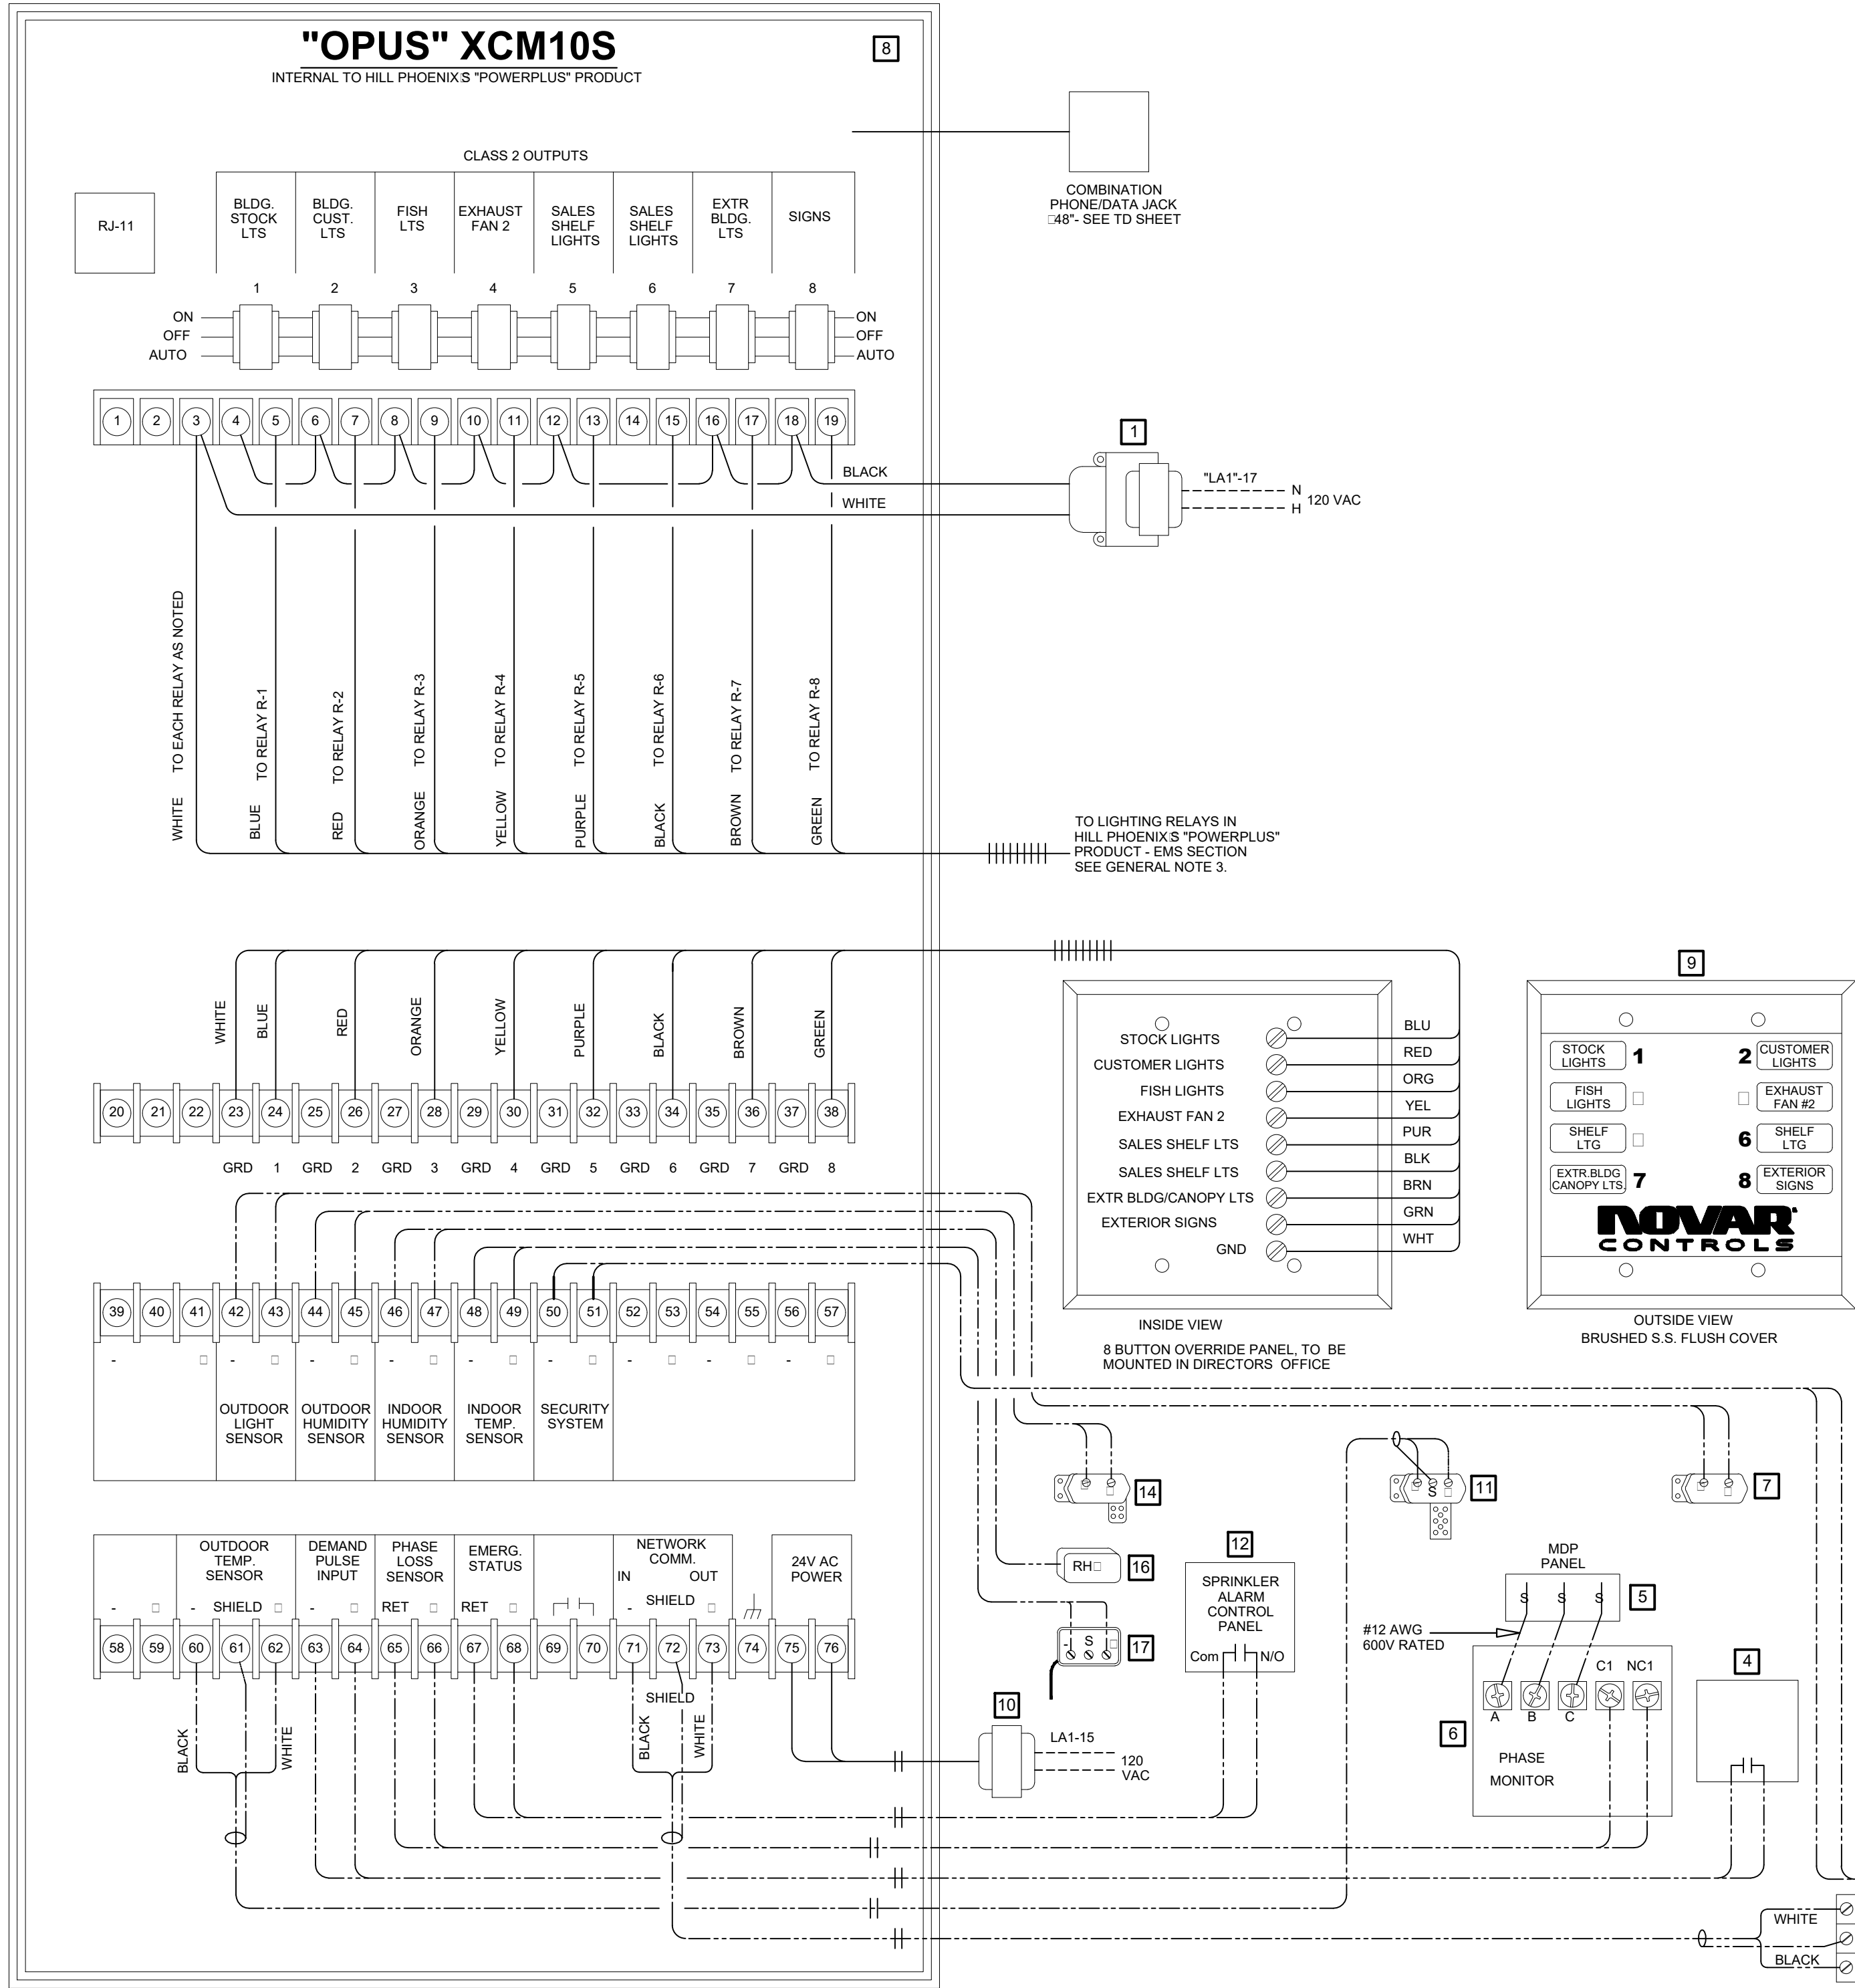 "OPUS" XCM10S
8
INTERNAL TO HILL PHOENIX□S "POWERPLUS" PRODUCT
CLASS 2 OUTPUTS
RJ-11
BLDG.
STOCK
LTS
BLDG.
CUST.
LTS
FISH
LTS
EXHAUST
FAN 2
SALES
SHELF
LIGHTS
SALES
SHELF
LIGHTS
EXTR
BLDG.
LTS
SIGNS
COMBINATION
PHONE/DATA JACK
□48"- SEE TD SHEET
1 2 3 4 5 6 7 8
ON ON
OFF OFF
AUTO AUTO
1 2 3 4 5 6 7 8 9 10 11 12 13 14 15 16 17 18 19
BLACK
WHITE
1
"LA1"-17
N
H
120 VAC
WHITE TO EACH RELAY AS NOTED
BLUE TO RELAY R-1
RED TO RELAY R-2
ORANGE TO RELAY R-3
YELLOW TO RELAY R-4
PURPLE TO RELAY R-5
BLACK TO RELAY R-6
BROWN TO RELAY R-7
GREEN TO RELAY R-8
TO LIGHTING RELAYS IN
HILL PHOENIX□S "POWERPLUS"
PRODUCT - EMS SECTION
SEE GENERAL NOTE 3.
WHITE
BLUE
RED
ORANGE
YELLOW
PURPLE
BLACK
BROWN
GREEN
20 21 22 23 24 25 26 27 28 29 30 31 32 33 34 35 36 37 38
GRD 1 GRD 2 GRD 3 GRD 4 GRD 5 GRD 6 GRD 7 GRD 8
STOCK LIGHTS BLU
CUSTOMER LIGHTS RED
FISH LIGHTS ORG
EXHAUST FAN 2 YEL
SALES SHELF LTS PUR
SALES SHELF LTS BLK
EXTR BLDG/CANOPY LTS BRN
EXTERIOR SIGNS GRN
GND WHT
INSIDE VIEW
8 BUTTON OVERRIDE PANEL, TO BE
MOUNTED IN DIRECTORS OFFICE
9
STOCK
LIGHTS
1
2
CUSTOMER
LIGHTS
FISH
LIGHTS
□
□
EXHAUST
FAN #2
SHELF
LTG
□
6
SHELF
LTG
EXTR.BLDG
CANOPY LTS.
7
8
EXTERIOR
SIGNS
NOVAR
CONTROLS
OUTSIDE VIEW
BRUSHED S.S. FLUSH COVER
39 40 41 42 43 44 45 46 47 48 49 50 51 52 53 54 55 56 57
- □ - □ - □ - □ - □ - □ - □ - □ - □
OUTDOOR
LIGHT
SENSOR
OUTDOOR
HUMIDITY
SENSOR
INDOOR
HUMIDITY
SENSOR
INDOOR
TEMP.
SENSOR
SECURITY
SYSTEM
□ □
14
□ S □
11
□ □
7
RH□
16
- S □
17
12
SPRINKLER
ALARM
CONTROL
PANEL
Com N/O
MDP
PANEL
S S S
5
#12 AWG
600V RATED
C1 NC1
A B C
6
PHASE
MONITOR
4
- □
OUTDOOR
TEMP.
SENSOR
- SHIELD □
DEMAND
PULSE
INPUT
- □
PHASE
LOSS
SENSOR
RET □
EMERG.
STATUS
RET □
NETWORK
COMM.
IN OUT
- SHIELD □
24V AC
POWER
58 59 60 61 62 63 64 65 66 67 68 69 70 71 72 73 74 75 76
BLACK
WHITE
BLACK
SHIELD
WHITE
10
LA1-15
120
VAC
WHITE
BLACK